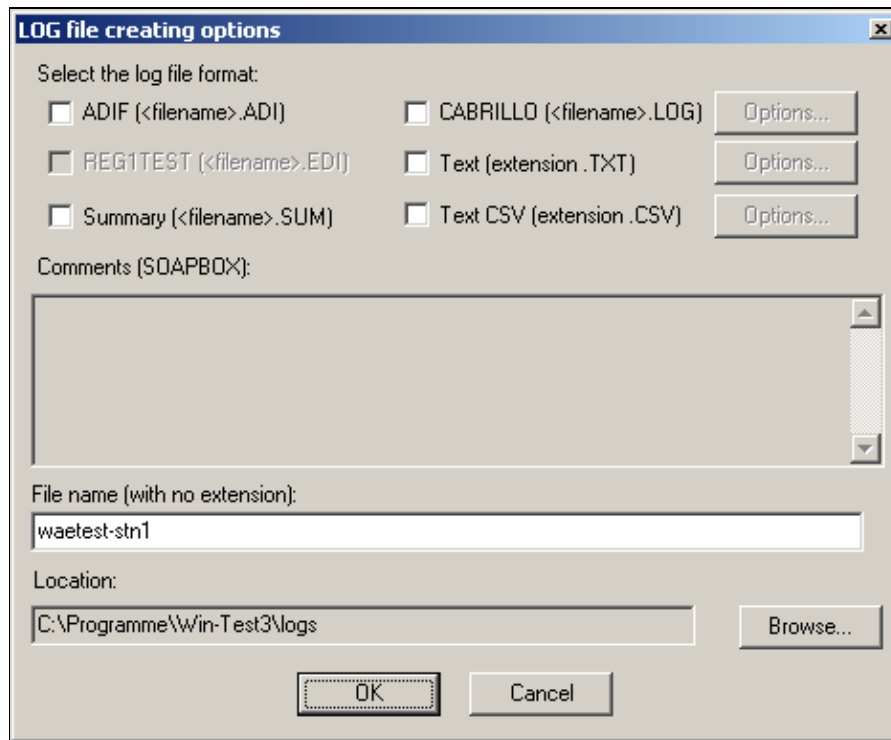 LOG file creating options
Select the log file format:
ADIF (<filename>.ADI) CABRILLO (<filename>.LOG) Options...
REG1TEST (<filename>.EDI) Text (extension .TXT) Options...
Summary (<filename>.SUM) Text CSV (extension .CSV) Options...
Comments (SOAPBOX):
File name (with no extension):
waetest-stn1
Location:
C:\Programme\Win-Test3\logs Browse...
OK Cancel